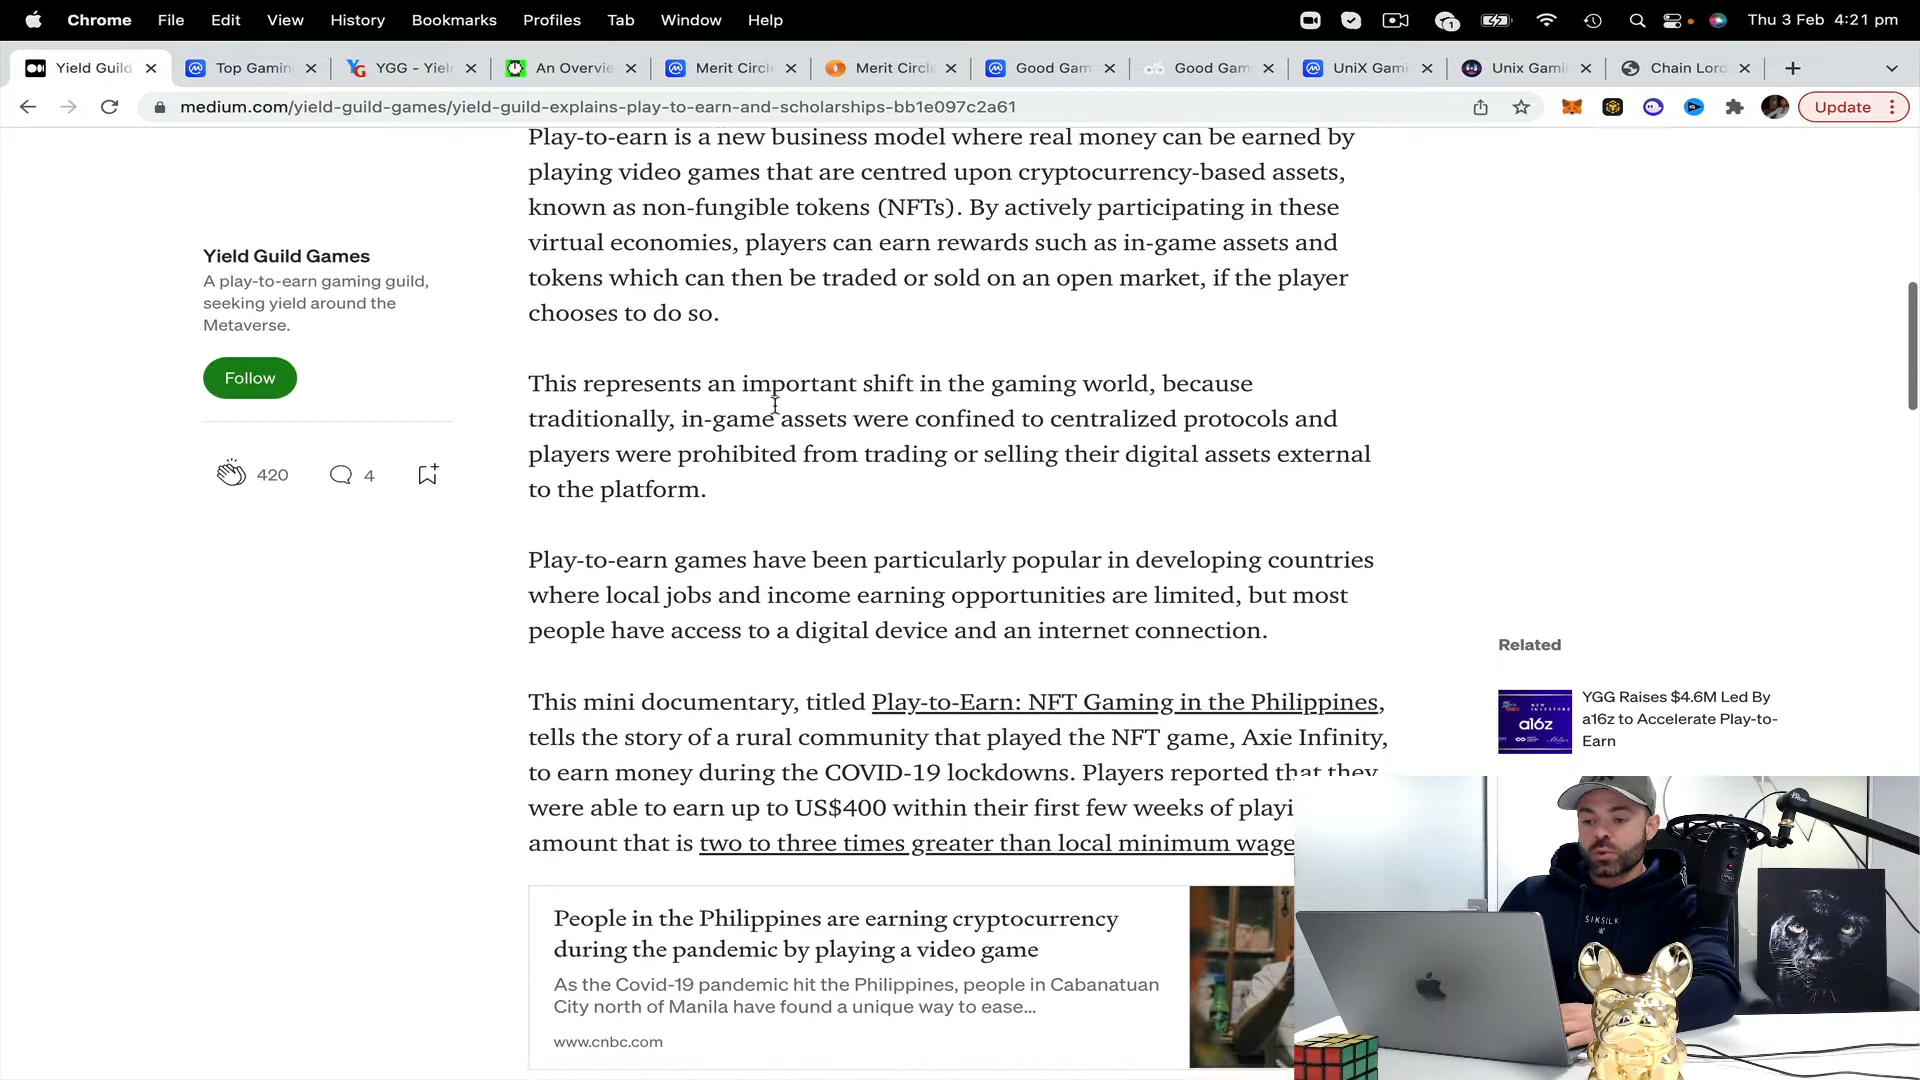 Chrome File Edit View History Bookmarks Profiles Tab Window Help
1
Thu 3 Feb 4:21 pm
Yield Guild
Top Gamin
YGG - Yiel
An Overvie
Merit Circl
Merit Circle
Good Gam
Good Gam
UniX Gami
Unix Gami
Chain Lord
medium.com/yield-guild-games/yield-guild-explains-play-to-earn-and-scholarships-bb1e097c2a61
Update
Play-to-earn is a new business model where real money can be earned by
playing video games that are centred upon cryptocurrency-based assets,
known as non-fungible tokens (NFTs). By actively participating in these
virtual economies, players can earn rewards such as in-game assets and
tokens which can then be traded or sold on an open market, if the player
chooses to do so.
Yield Guild Games
A play-to-earn gaming guild,
seeking yield around the
Metaverse.
Follow
420
4
This represents an important shift in the gaming world, because
traditionally, in-game assets were confined to centralized protocols and
players were prohibited from trading or selling their digital assets external
to the platform.
Play-to-earn games have been particularly popular in developing countries
where local jobs and income earning opportunities are limited, but most
people have access to a digital device and an internet connection.
This mini documentary, titled Play-to-Earn: NFT Gaming in the Philippines,
tells the story of a rural community that played the NFT game, Axie Infinity,
to earn money during the COVID-19 lockdowns. Players reported that they
were able to earn up to US$400 within their first few weeks of playi
amount that is two to three times greater than local minimum wage
People in the Philippines are earning cryptocurrency
during the pandemic by playing a video game
As the Covid-19 pandemic hit the Philippines, people in Cabanatuan
City north of Manila have found a unique way to ease...
www.cnbc.com
Related
a16z
YGG Raises $4.6M Led By
a16z to Accelerate Play-to-
Earn
Blue
SIKSILK